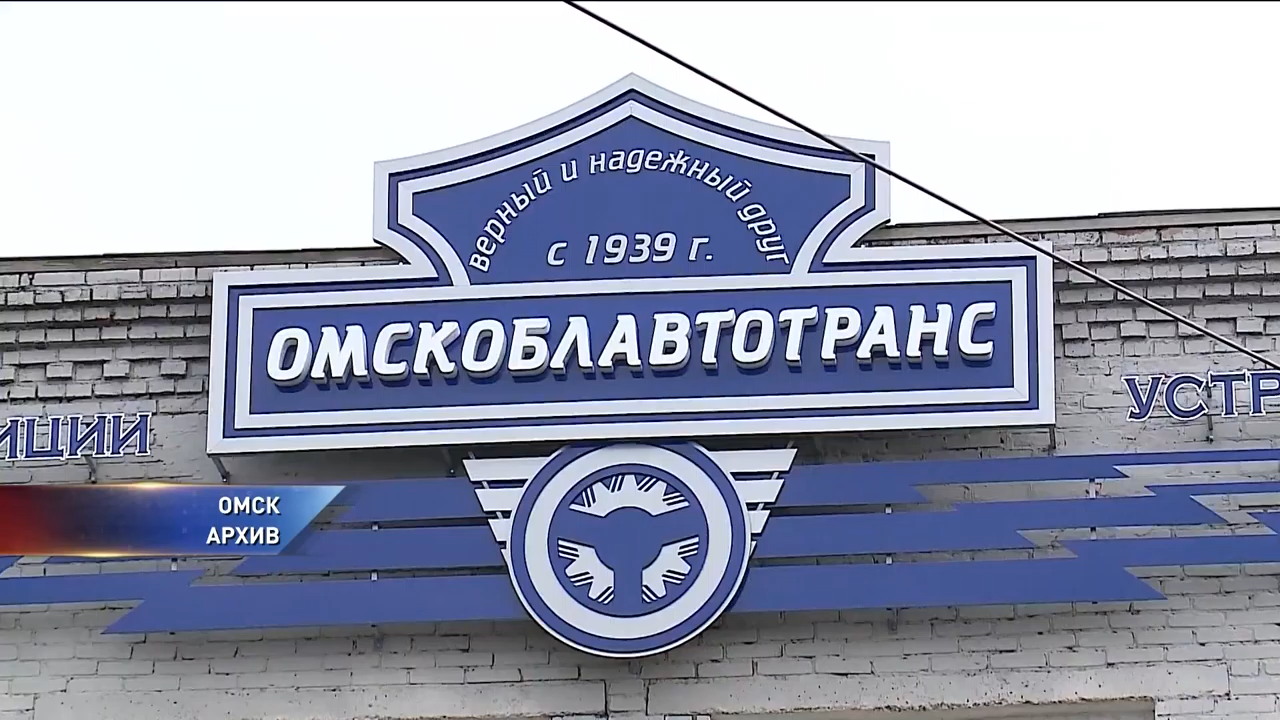 верный и надежный друг
с 1939 г.
ОМСКОБЛАВТОТРАНС
ОМСК
АРХИВ